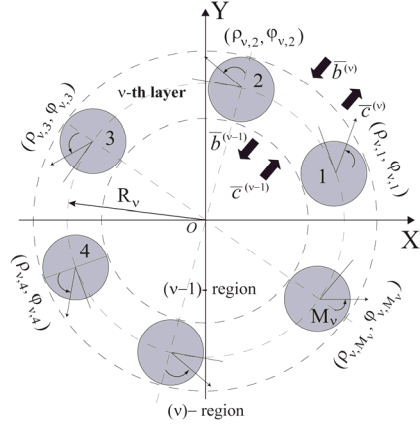 Y
(ρν,2, φν,2)
b̄(ν)
c̄(ν)
ν-th layer
2
(ρν,3, φν,3)
3
b̄(ν−1)
c̄(ν−1)
(ρν,1, φν,1)
1
Rν
O
X
4
(ν−1)- region
Mν
(ρν,4, φν,4)
(ρν,Mν, φν,Mν)
(ν)− region